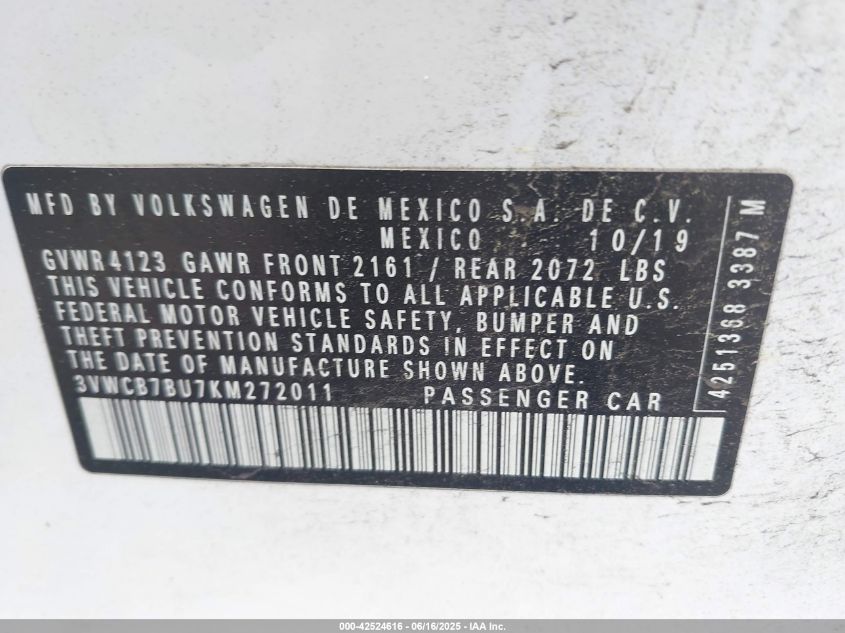 MFD BY VOLKSWAGEN DE MEXICO S.A. DE C.V.
MEXICO 10/19
GVWR 4123 GAWR FRONT 2161 / REAR 2072 LBS
THIS VEHICLE CONFORMS TO ALL APPLICABLE U.S.
FEDERAL MOTOR VEHICLE SAFETY, BUMPER AND
THEFT PREVENTION STANDARDS IN EFFECT ON
THE DATE OF MANUFACTURE SHOWN ABOVE.
3VWCB7BU7KM272011 PASSENGER CAR
4251368 3387 M
000-42524616 - 06/16/2025 - IAA Inc.